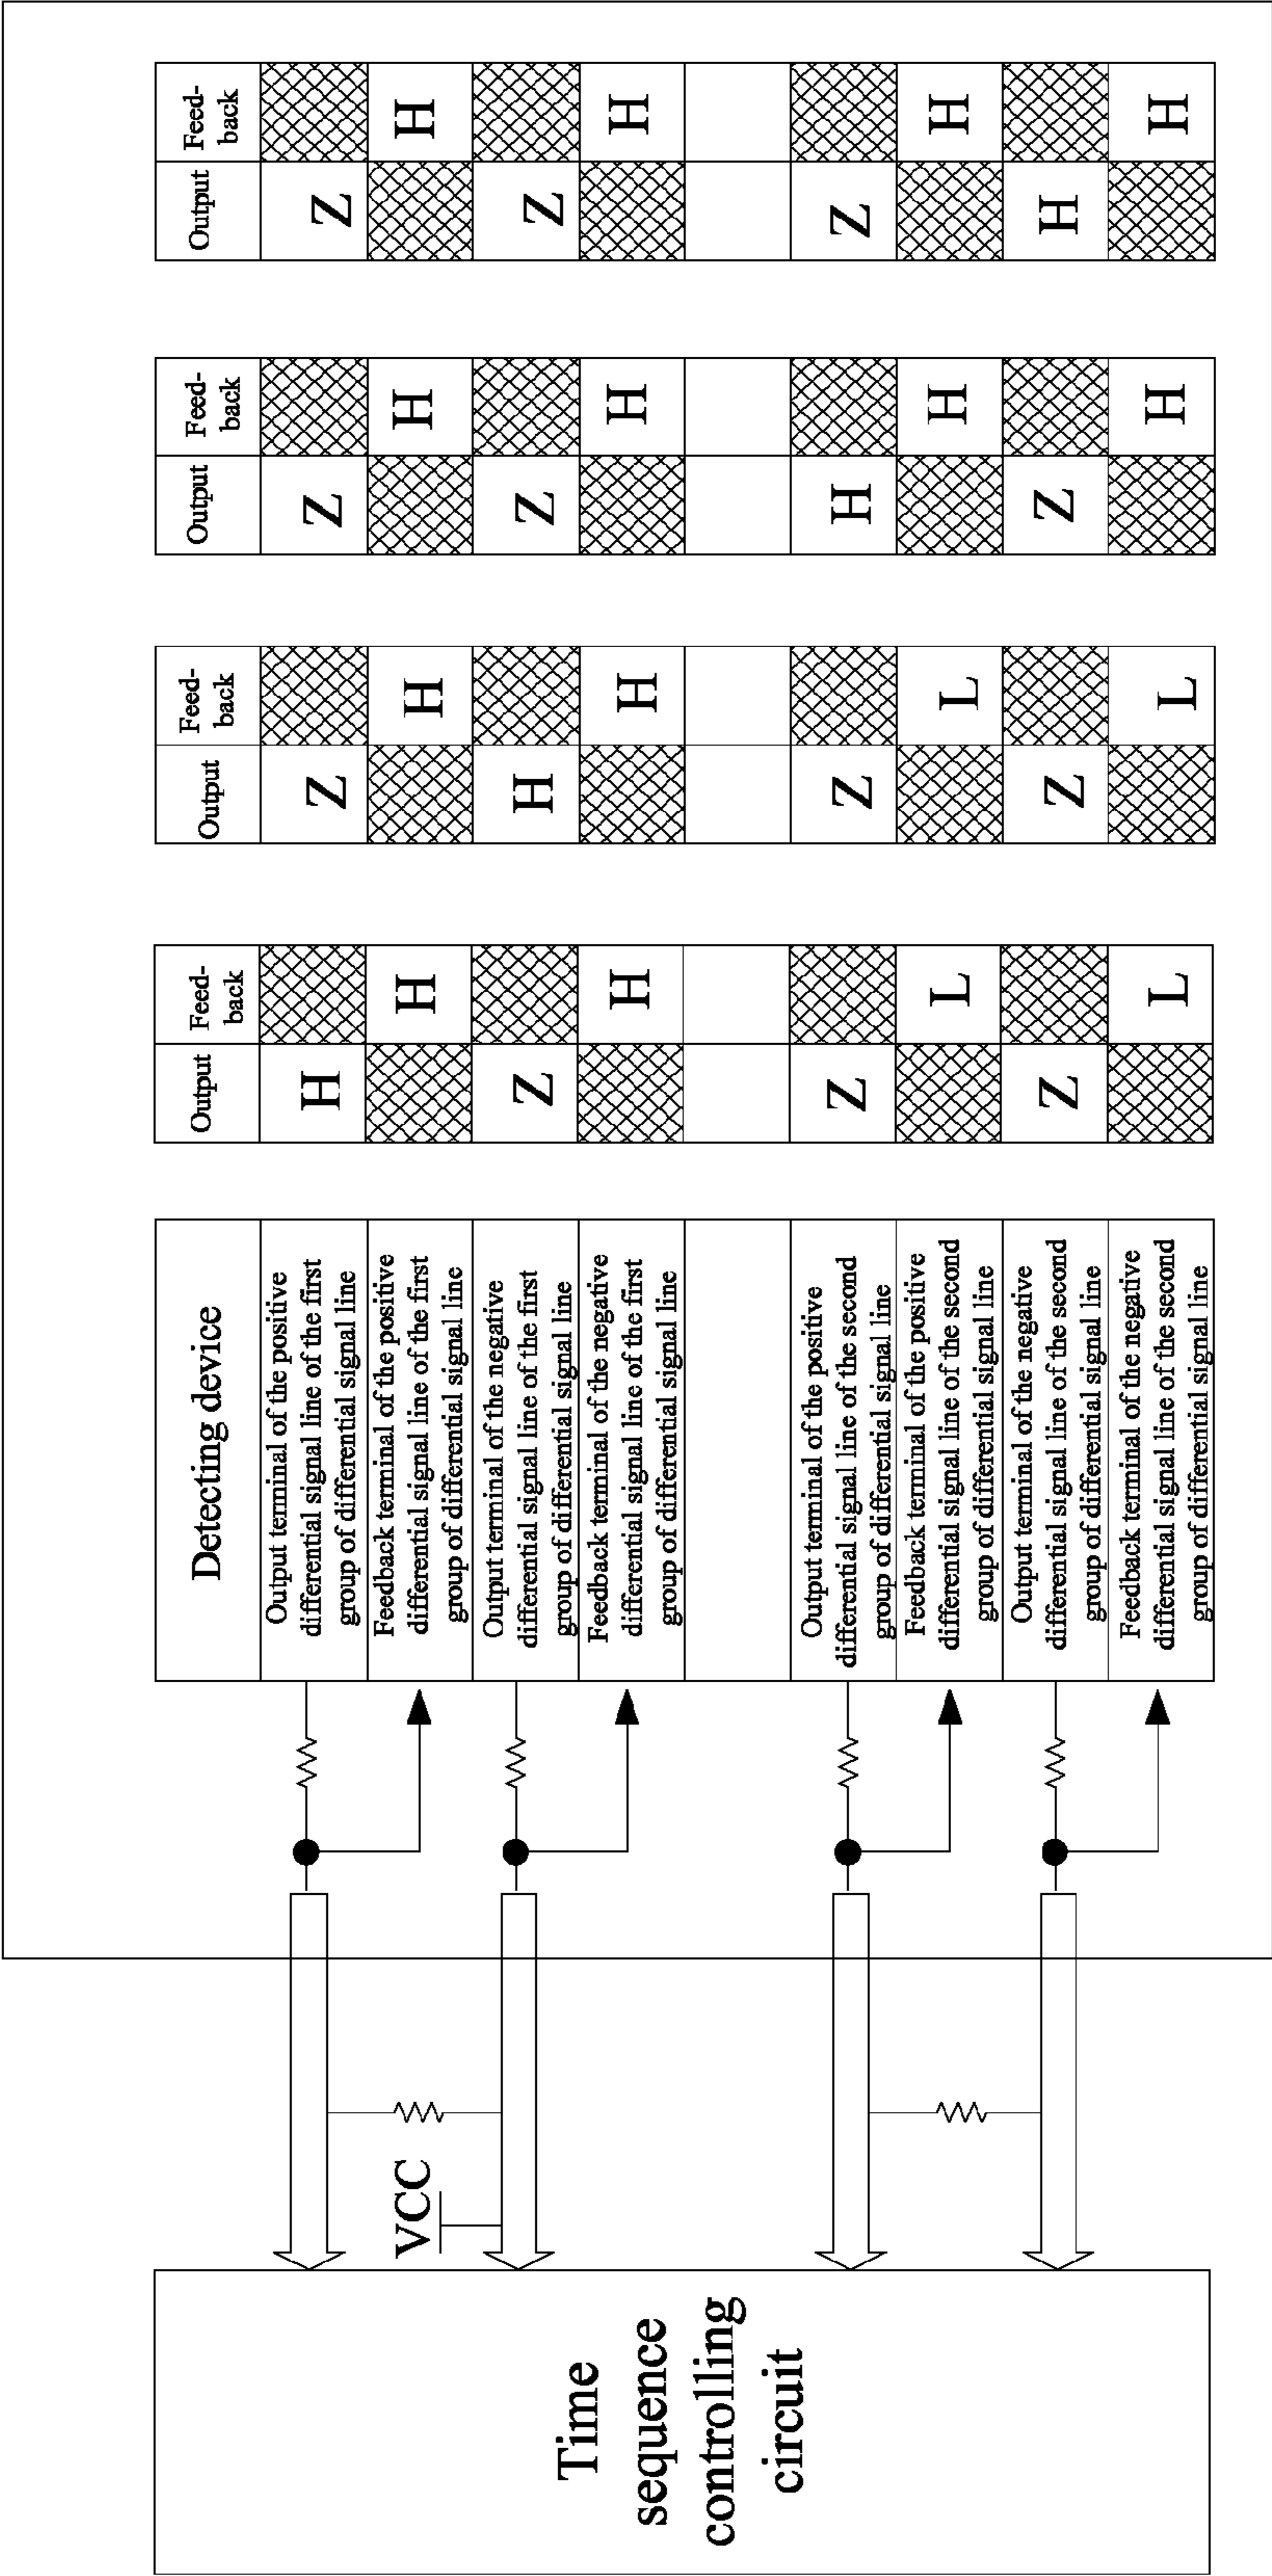 Time
sequence
controlling
circuit
VCC
Detecting device
Output terminal of the positive
differential signal line of the first
group of differential signal line
Feedback terminal of the positive
differential signal line of the first
group of differential signal line
Output terminal of the negative
differential signal line of the first
group of differential signal line
Feedback terminal of the negative
differential signal line of the first
group of differential signal line
Output terminal of the positive
differential signal line of the second
group of differential signal line
Feedback terminal of the positive
differential signal line of the second
group of differential signal line
Output terminal of the negative
differential signal line of the second
group of differential signal line
Feedback terminal of the negative
differential signal line of the second
group of differential signal line
Output
Feed-
back
H
H
Z
H
Z
L
Z
L
Output
Feed-
back
Z
H
H
H
Z
L
Z
L
Output
Feed-
back
Z
H
Z
H
H
H
Z
H
Output
Feed-
back
Z
H
Z
H
Z
H
H
H